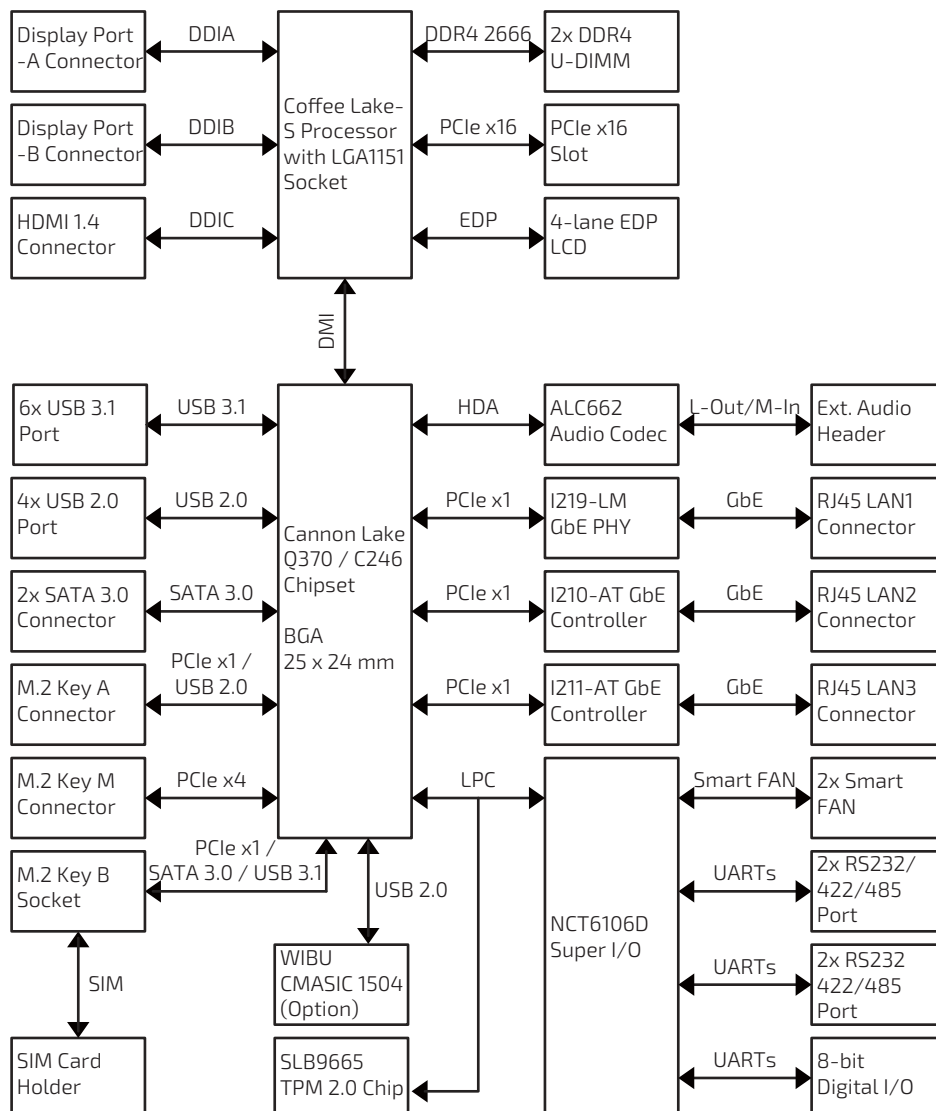 Display Port
-A Connector
DDIA
DDR4 2666
2x DDR4
U-DIMM
Coffee Lake-
S Processor
with LGA1151
Socket
Display Port
-B Connector
DDIB
PCIe x16
PCIe x16
Slot
HDMI 1.4
Connector
DDIC
EDP
4-lane EDP
LCD
DMI
6x USB 3.1
Port
USB 3.1
HDA
ALC662
Audio Codec
L-Out/M-In
Ext. Audio
Header
4x USB 2.0
Port
USB 2.0
Cannon Lake
Q370 / C246
Chipset
BGA
25 x 24 mm
PCIe x1
I219-LM
GbE PHY
GbE
RJ45 LAN1
Connector
2x SATA 3.0
Connector
SATA 3.0
PCIe x1
I210-AT GbE
Controller
GbE
RJ45 LAN2
Connector
M.2 Key A
Connector
PCIe x1 /
USB 2.0
PCIe x1
I211-AT GbE
Controller
GbE
RJ45 LAN3
Connector
M.2 Key M
Connector
PCIe x4
LPC
NCT6106D
Super I/O
Smart FAN
2x Smart
FAN
M.2 Key B
Socket
PCIe x1 /
SATA 3.0 / USB 3.1
USB 2.0
UARTs
2x RS232/
422/485
Port
SIM
WIBU
CMASIC 1504
(Option)
UARTs
2x RS232
422/485
Port
SIM Card
Holder
SLB9665
TPM 2.0 Chip
UARTs
8-bit
Digital I/O